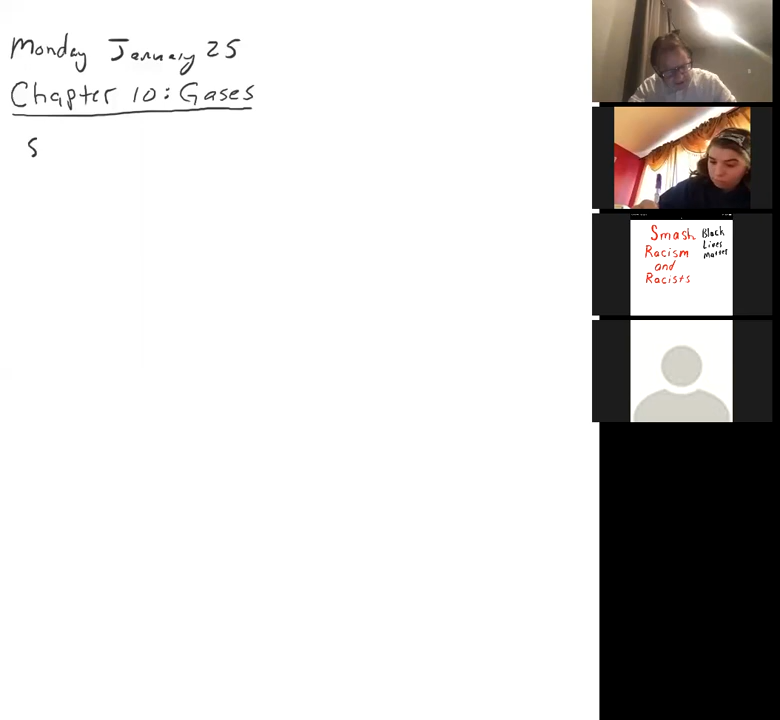 Monday January 25
Chapter 10: Gases
S
Smash
Racism
and
Racists
Black
Lives
Matter